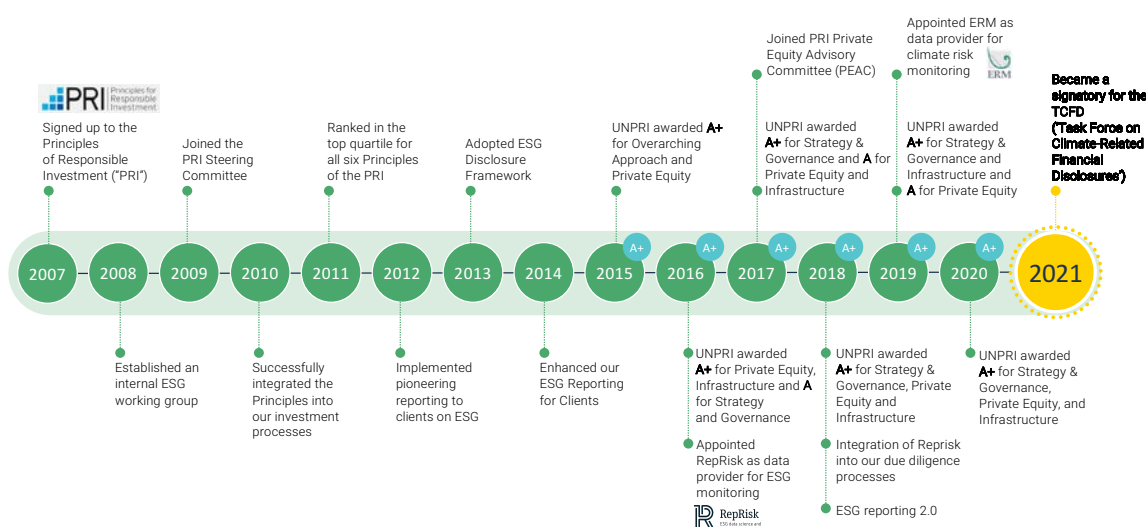 PRI
Principles for
Responsible
Investment
Signed up to the
Principles
of Responsible
Investment (“PRI”)
Joined the
PRI Steering
Committee
Ranked in the
top quartile for
all six Principles
of the PRI
Adopted ESG
Disclosure
Framework
UNPRI awarded A+
for Overarching
Approach and
Private Equity
Joined PRI Private
Equity Advisory
Committee (PEAC)
UNPRI awarded
A+ for Strategy &
Governance and A for
Private Equity and
Infrastructure
Appointed ERM as
data provider for
climate risk
monitoring
ERM
UNPRI awarded
A+ for Strategy &
Governance and
Infrastructure and
A for Private Equity
Became a
signatory for the
TCFD
(‘Task Force on
Climate-Related
Financial
Disclosures’)
2007
2008
2009
2010
2011
2012
2013
2014
2015
A+
2016
A+
2017
A+
2018
A+
2019
A+
2020
A+
2021
Established an
internal ESG
working group
Successfully
integrated the
Principles into
our investment
processes
Implemented
pioneering
reporting to
clients on ESG
Enhanced our
ESG Reporting
for Clients
UNPRI awarded
A+ for Private Equity,
Infrastructure and A
for Strategy
and Governance
Appointed
RepRisk as data
provider for ESG
monitoring
RepRisk
ESG data science and
UNPRI awarded
A+ for Strategy &
Governance, Private
Equity and
Infrastructure
Integration of Reprisk
into our due diligence
processes
ESG reporting 2.0
UNPRI awarded
A+ for Strategy &
Governance,
Private Equity, and
Infrastructure